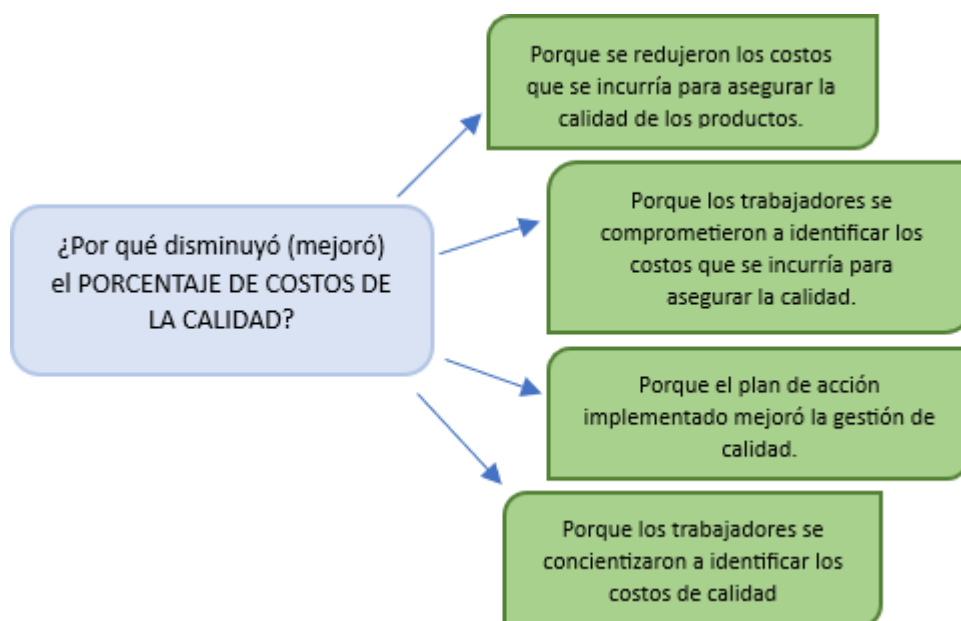 Porque se redujeron los costos
que se incurría para asegurar la
calidad de los productos.
¿Por qué disminuyó (mejoró)
el PORCENTAJE DE COSTOS DE
LA CALIDAD?
Porque los trabajadores se
comprometieron a identificar los
costos que se incurría para
asegurar la calidad.
Porque el plan de acción
implementado mejoró la gestión de
calidad.
Porque los trabajadores se
concientizaron a identificar los
costos de calidad